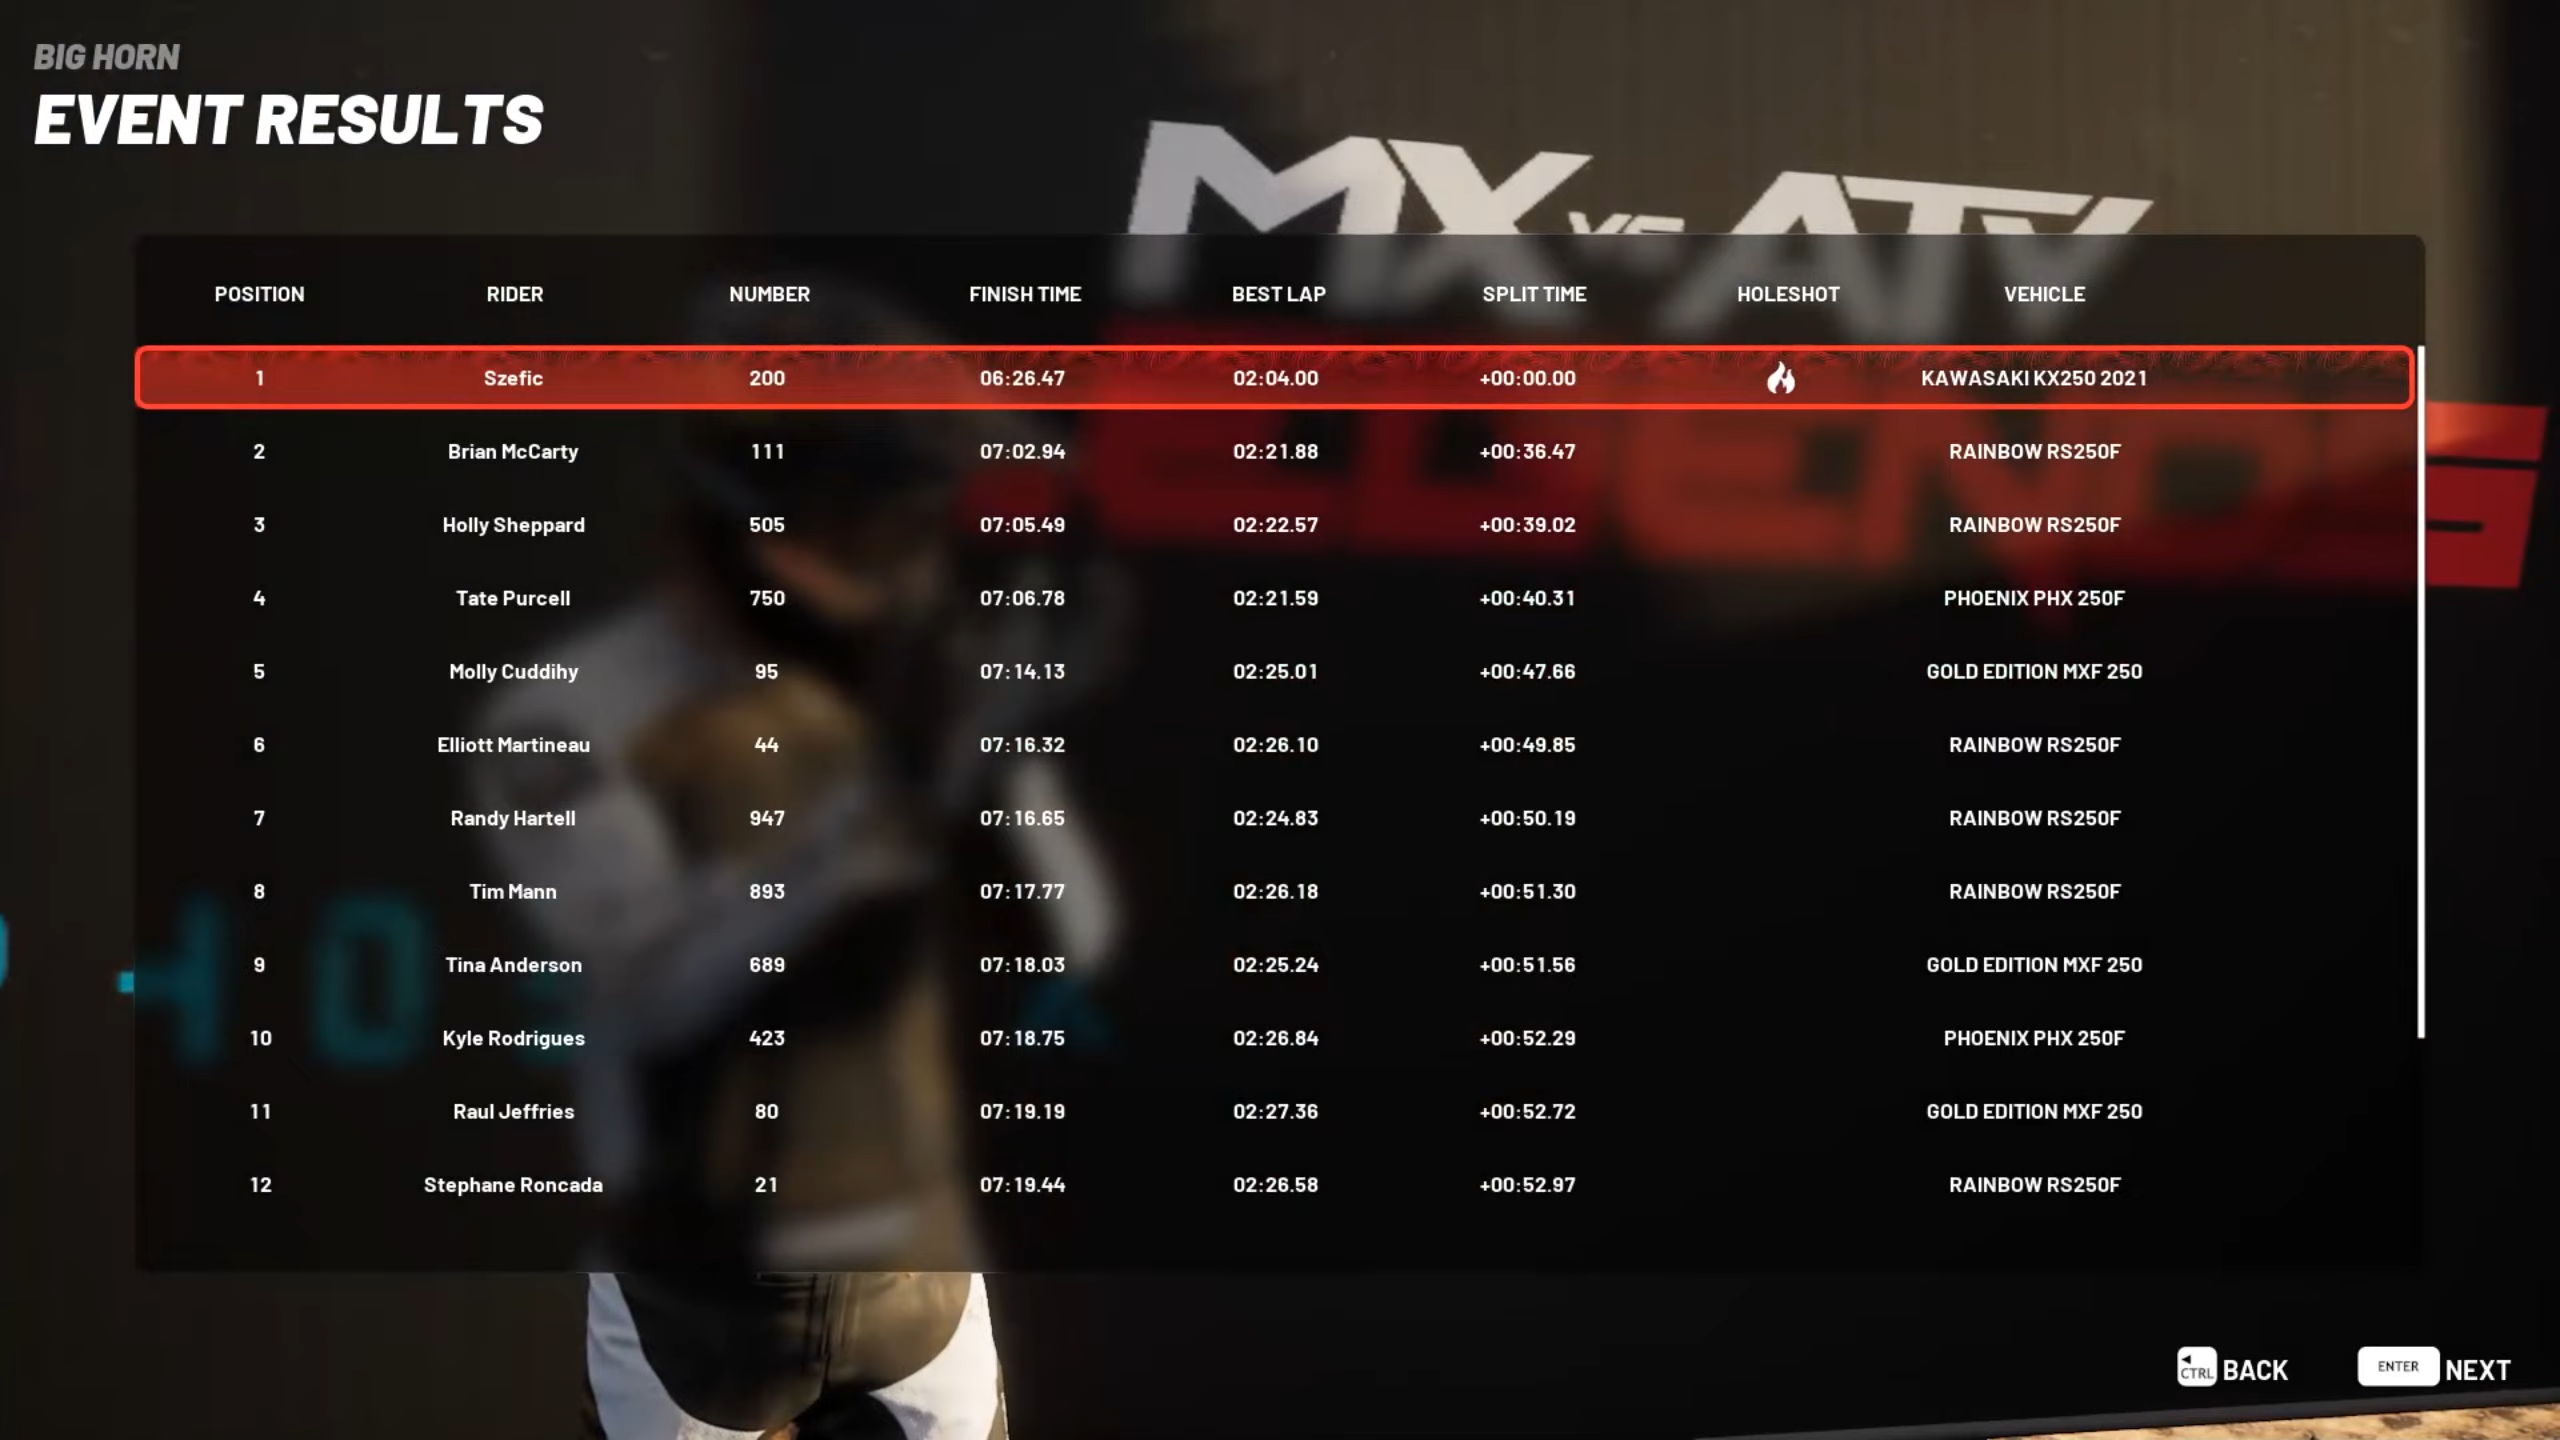 BIG HORN
EVENT RESULTS
MX vs ATV
LEGENDS
POSITION RIDER NUMBER FINISH TIME BEST LAP SPLIT TIME HOLESHOT VEHICLE
1 Szefic 200 06:26.47 02:04.00 +00:00.00 KAWASAKI KX250 2021
2 Brian McCarty 111 07:02.94 02:21.88 +00:36.47 RAINBOW RS250F
3 Holly Sheppard 505 07:05.49 02:22.57 +00:39.02 RAINBOW RS250F
4 Tate Purcell 750 07:06.78 02:21.59 +00:40.31 PHOENIX PHX 250F
5 Molly Cuddihy 95 07:14.13 02:25.01 +00:47.66 GOLD EDITION MXF 250
6 Elliott Martineau 44 07:16.32 02:26.10 +00:49.85 RAINBOW RS250F
7 Randy Hartell 947 07:16.65 02:24.83 +00:50.19 RAINBOW RS250F
8 Tim Mann 893 07:17.77 02:26.18 +00:51.30 RAINBOW RS250F
9 Tina Anderson 689 07:18.03 02:25.24 +00:51.56 GOLD EDITION MXF 250
10 Kyle Rodrigues 423 07:18.75 02:26.84 +00:52.29 PHOENIX PHX 250F
11 Raul Jeffries 80 07:19.19 02:27.36 +00:52.72 GOLD EDITION MXF 250
12 Stephane Roncada 21 07:19.44 02:26.58 +00:52.97 RAINBOW RS250F
CTRL BACK ENTER NEXT